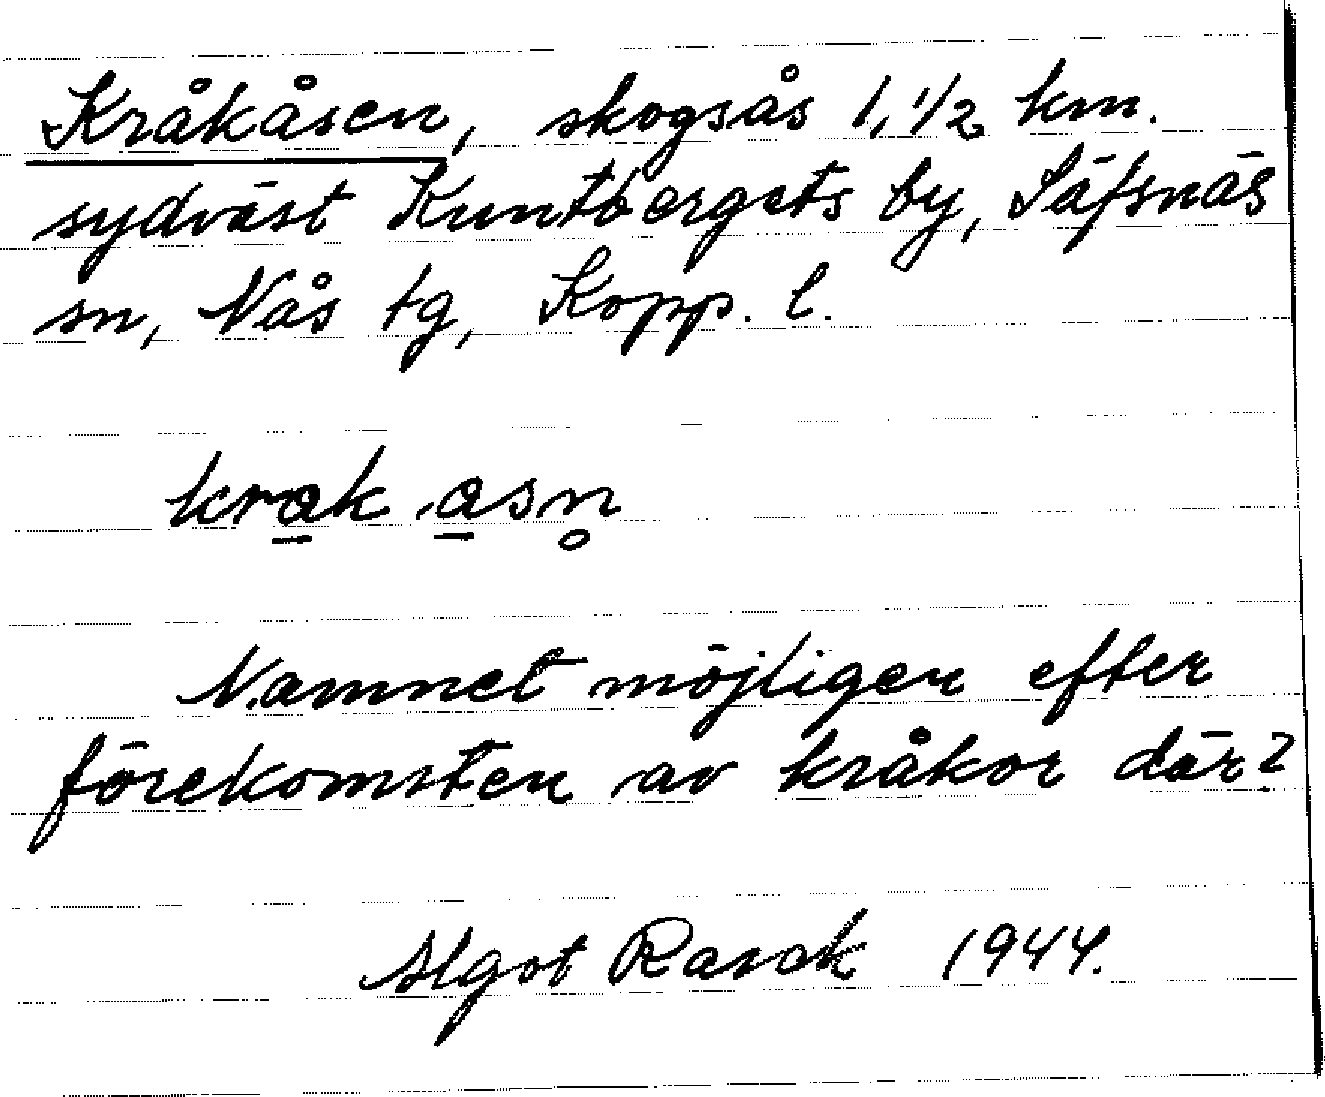 Kråkåsen, skogsås 1,1/2 km.
sydväst Kuntbergets by, Säfsnäs
sn, Nås tg, Kopp. l.
krak asn̥
Namnet möjligen efter
förekomsten av kråkor där?
Algot Rask 1944.